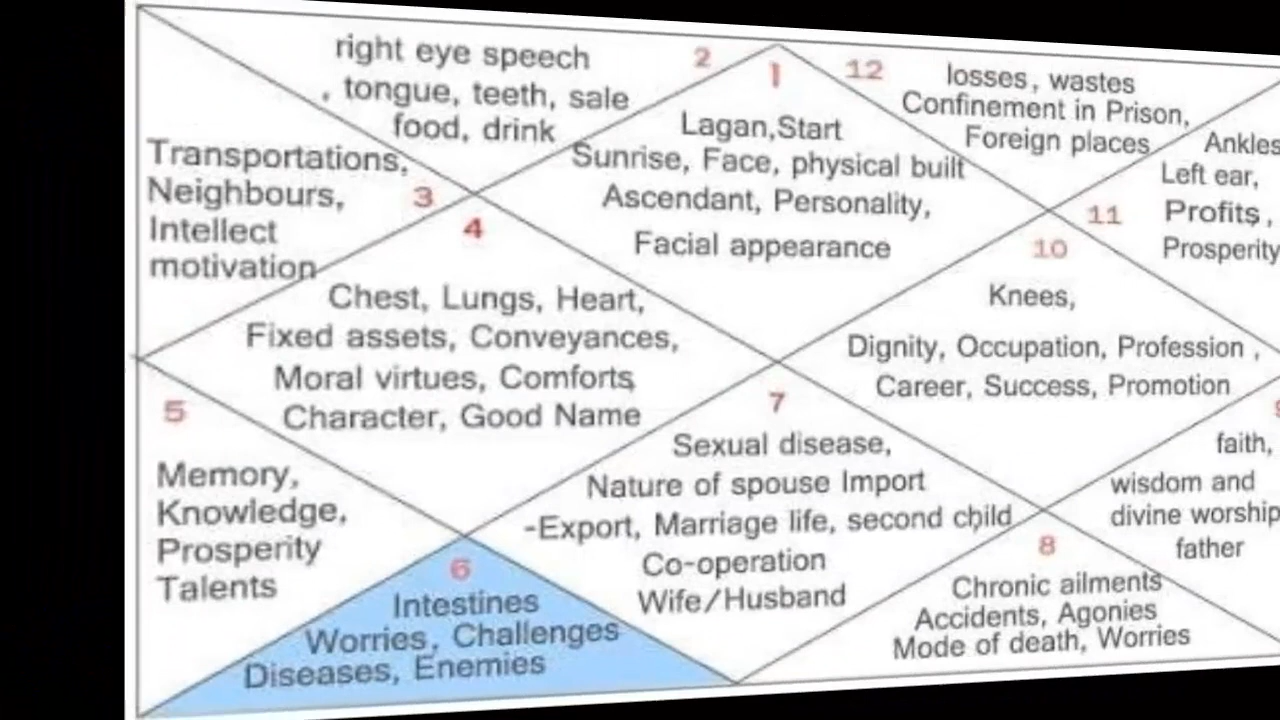 2
right eye speech
, tongue, teeth, sale
food, drink
1
Lagan,Start
Sunrise, Face, physical built
Ascendant, Personality,
Facial appearance
12
losses, wastes
Confinement in Prison,
Foreign places
Ankles
Left ear,
11
Profits ,
Prosperity
Transportations,
Neighbours,
3
Intellect
motivation
4
Chest, Lungs, Heart,
Fixed assets, Conveyances,
Moral virtues, Comforts
Character, Good Name
10
Knees,
Dignity, Occupation, Profession ,
Career, Success, Promotion
5
Memory,
Knowledge,
Prosperity
Talents
6
Intestines
Worries, Challenges
Diseases, Enemies
7
Sexual disease,
Nature of spouse Import
-Export, Marriage life, second child
Co-operation
Wife/Husband
8
Chronic ailments
Accidents, Agonies
Mode of death, Worries
faith,
wisdom and
divine worship
father